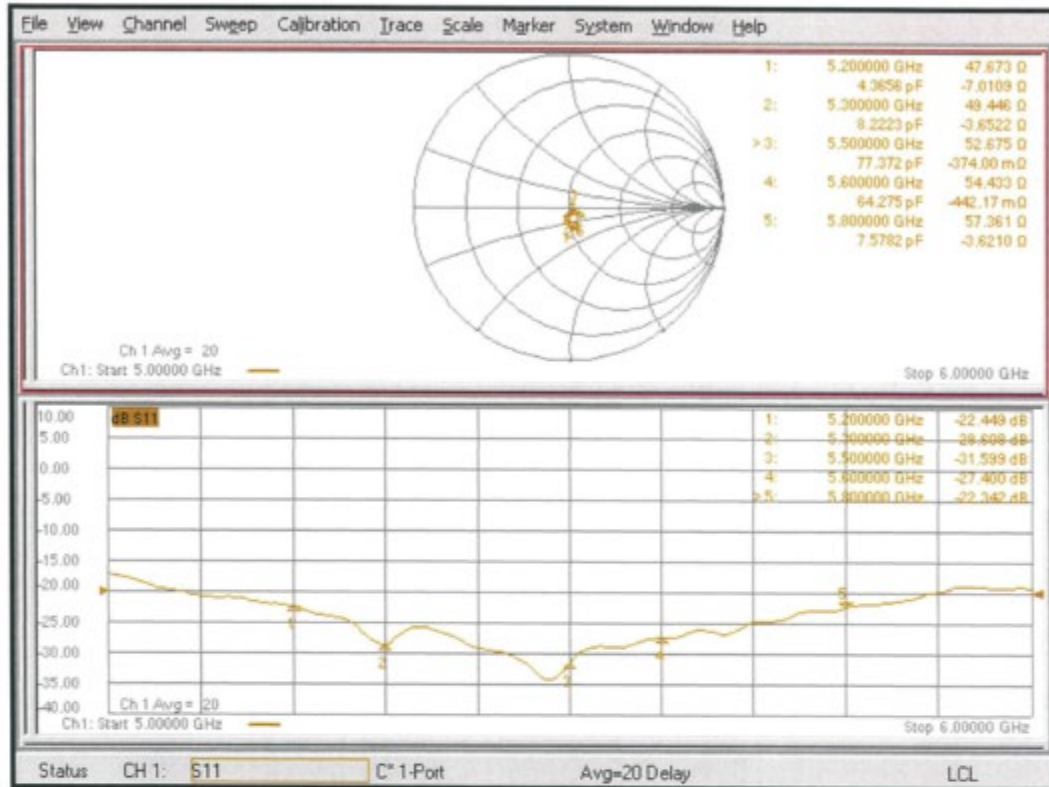 File View Channel Sweep Calibration Trace Scale Marker System Window Help
1: 5.200000 GHz 47.673 Ω
4.3656 pF -7.0109 Ω
2: 5.300000 GHz 49.446 Ω
8.2223 pF -3.6522 Ω
>3: 5.500000 GHz 52.675 Ω
77.372 pF -374.00 mΩ
4: 5.600000 GHz 54.433 Ω
64.275 pF -442.17 mΩ
5: 5.800000 GHz 57.361 Ω
7.5782 pF -3.6210 Ω
Ch 1 Avg = 20
Ch1: Start 5.00000 GHz
Stop 6.00000 GHz
dB S11
10.00
5.00
0.00
-5.00
-10.00
-15.00
-20.00
-25.00
-30.00
-35.00
-40.00
1: 5.200000 GHz -22.449 dB
2: 5.300000 GHz -28.608 dB
3: 5.500000 GHz -31.599 dB
4: 5.600000 GHz -27.400 dB
>5: 5.800000 GHz -22.342 dB
1
2
3
4
5
Ch 1 Avg = 20
Ch1: Start 5.00000 GHz
Stop 6.00000 GHz
Status CH 1: S11 C* 1-Port Avg=20 Delay LCL